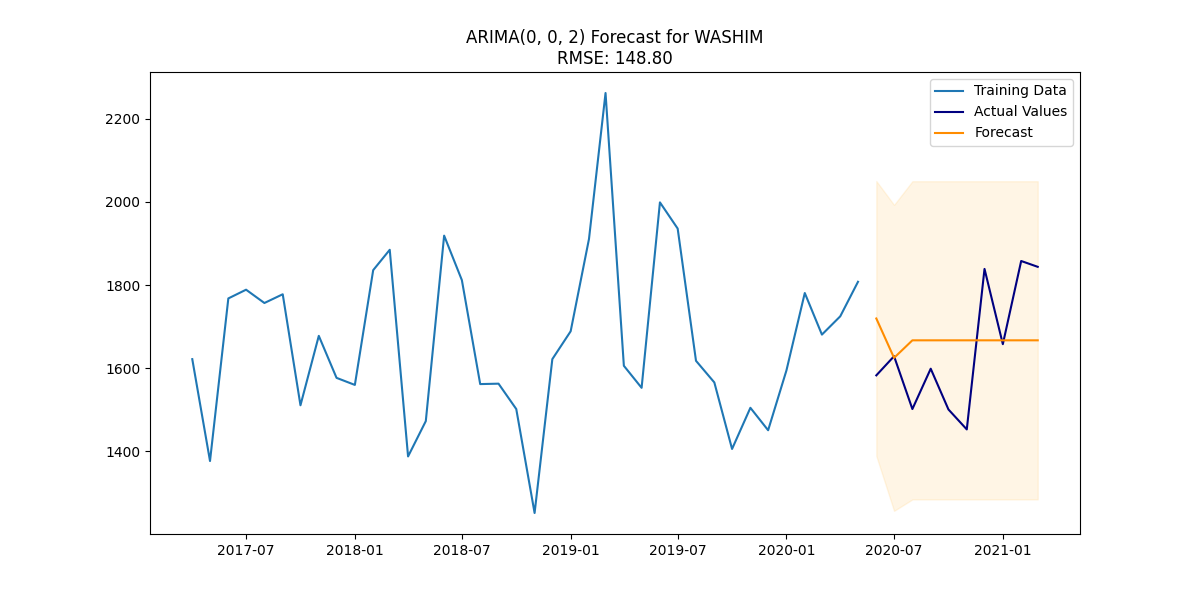 ARIMA(0, 0, 2) Forecast for WASHIM
RMSE: 148.80
Training Data
Actual Values
Forecast
2200
2000
1800
1600
1400
2017-07
2018-01
2018-07
2019-01
2019-07
2020-01
2020-07
2021-01